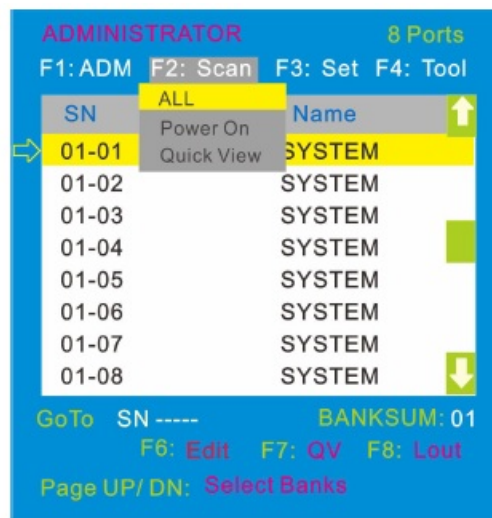 ADMINISTRATOR 8 Ports
F1: ADM F2: Scan F3: Set F4: Tool
SN ALL Name
Power On
Quick View
01-01 SYSTEM
01-02 SYSTEM
01-03 SYSTEM
01-04 SYSTEM
01-05 SYSTEM
01-06 SYSTEM
01-07 SYSTEM
01-08 SYSTEM
GoTo SN ----- BANKSUM: 01
F6: Edit F7: QV F8: Lout
Page UP/ DN: Select Banks